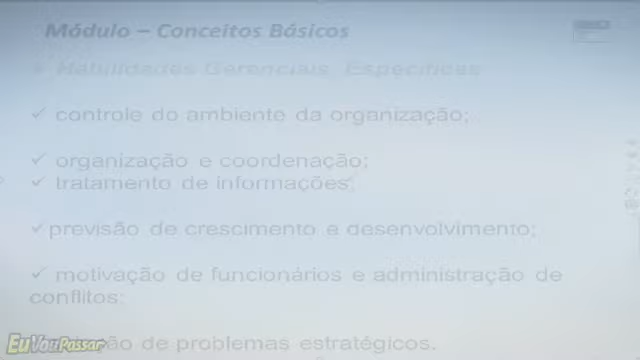 Módulo – Conceitos Básicos
Habilidades Gerenciais Específicas
✓ controle do ambiente da organização;
✓ organização e coordenação;
✓ tratamento de informações;
✓previsão de crescimento e desenvolvimento;
✓ motivação de funcionários e administração de
conflitos;
de problemas estratégicos.
EuVouPassar